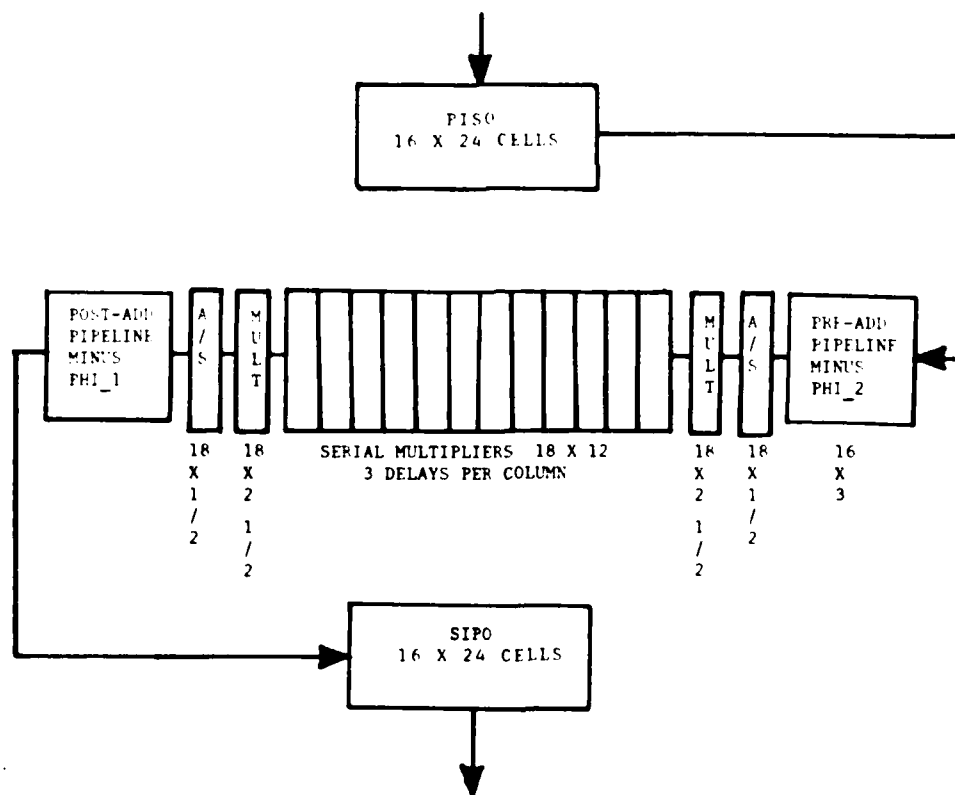 PISO
16 X 24 CELLS
POST-ADD
PIPELINE
MINUS
PHI_1
A/S
MULT
MULT
A/S
PRE-ADD
PIPELINE
MINUS
PHI_2
18 X 1/2
18 X 2 1/2
SERIAL MULTIPLIERS 18 X 12
3 DELAYS PER COLUMN
18 X 2 1/2
18 X 1/2
16 X 3
SIPO
16 X 24 CELLS